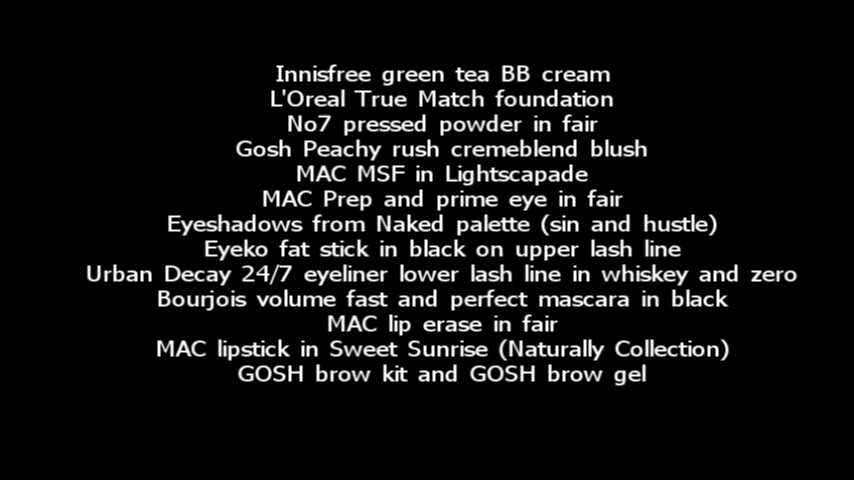 Innisfree green tea BB cream
L'Oreal True Match foundation
No7 pressed powder in fair
Gosh Peachy rush cremeblend blush
MAC MSF in Lightscapade
MAC Prep and prime eye in fair
Eyeshadows from Naked palette (sin and hustle)
Eyeko fat stick in black on upper lash line
Urban Decay 24/7 eyeliner lower lash line in whiskey and zero
Bourjois volume fast and perfect mascara in black
MAC lip erase in fair
MAC lipstick in Sweet Sunrise (Naturally Collection)
GOSH brow kit and GOSH brow gel